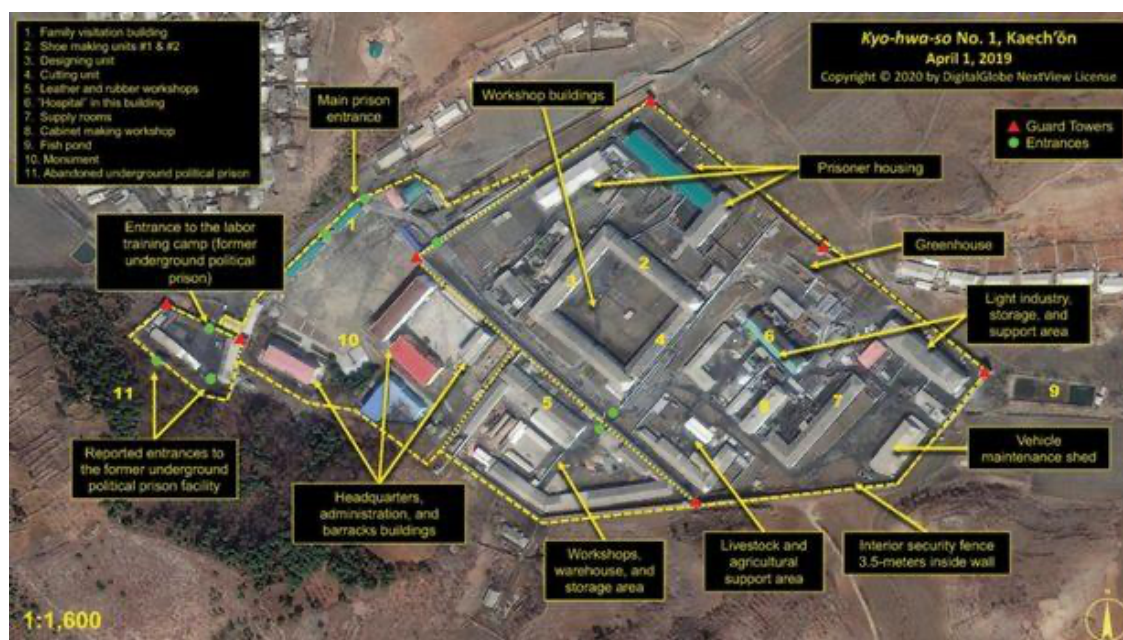 1. Family visitation building
2. Shoe making units #1 & #2
3. Designing unit
4. Cutting unit
5. Leather and rubber workshops
6. "Hospital" in this building
7. Supply rooms
8. Cabinet making workshop
9. Fish pond
10. Monument
11. Abandoned underground political prison
Kyo-hwa-so No. 1, Kaech'ŏn
April 1, 2019
Copyright © 2020 by DigitalGlobe NextView License
Guard Towers
Entrances
Main prison
entrance
Workshop buildings
Prisoner housing
Entrance to the labor
training camp (former
underground political
prison)
Greenhouse
Light industry,
storage, and
support area
1
2
3
4
5
6
7
8
9
10
11
Reported entrances to
the former underground
political prison facility
Headquarters,
administration, and
barracks buildings
Workshops,
warehouse, and
storage area
Livestock and
agricultural
support area
Interior security fence
3.5-meters inside wall
Vehicle
maintenance shed
1:1,600
N